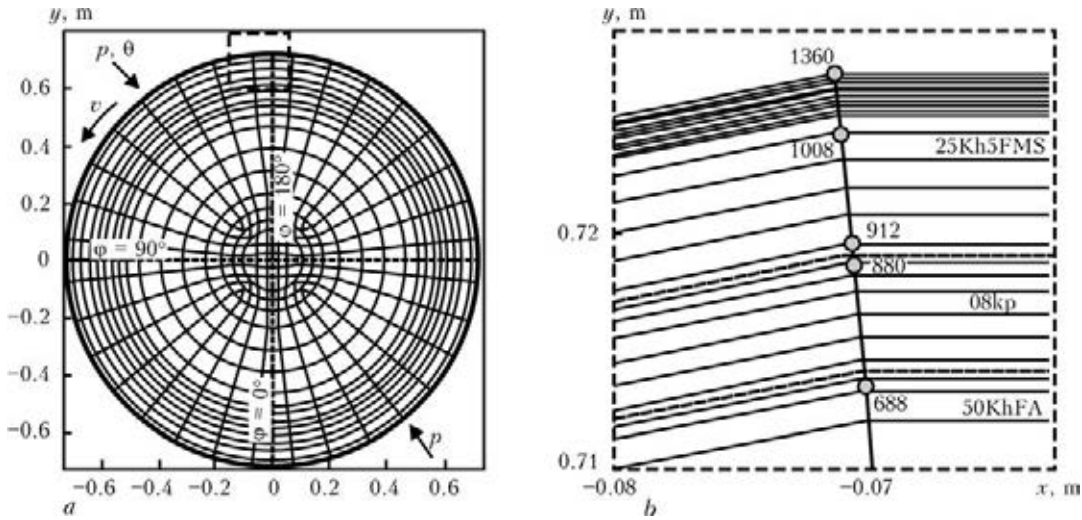 y, m
p, θ
v
0.6
0.4
0.2
0
−0.2
−0.4
−0.6
φ = 180°
φ = 90°
φ = 0°
p
−0.6 −0.4 −0.2 0 0.2 0.4 0.6
a
y, m
1360
1008
25Kh5FMS
912
0.72
880
08kp
688
50KhFA
0.71
−0.08 −0.07 x, m
b